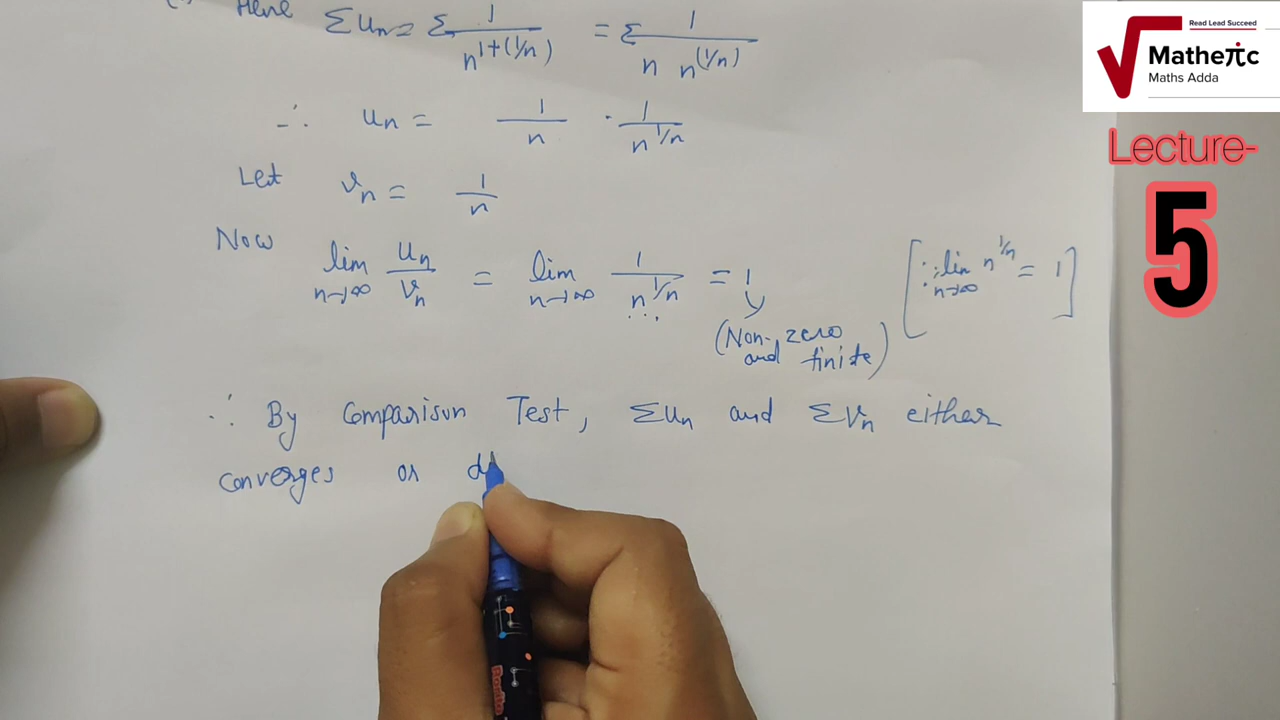 Here Σun = Σ 1/n^(1+(1/n)) = Σ 1/(n n^(1/n))
∴ un = 1/n · 1/n^(1/n)
Let vn = 1/n
Now lim n→∞ un/vn = lim n→∞ 1/n^(1/n) = 1 [∵ lim n→∞ n^(1/n) = 1]
(Non-zero
and finite)
∴ By Comparison Test, Σun and Σvn either
converges or
Read Lead Succeed
Matheπc
Maths Adda
Lecture-
5